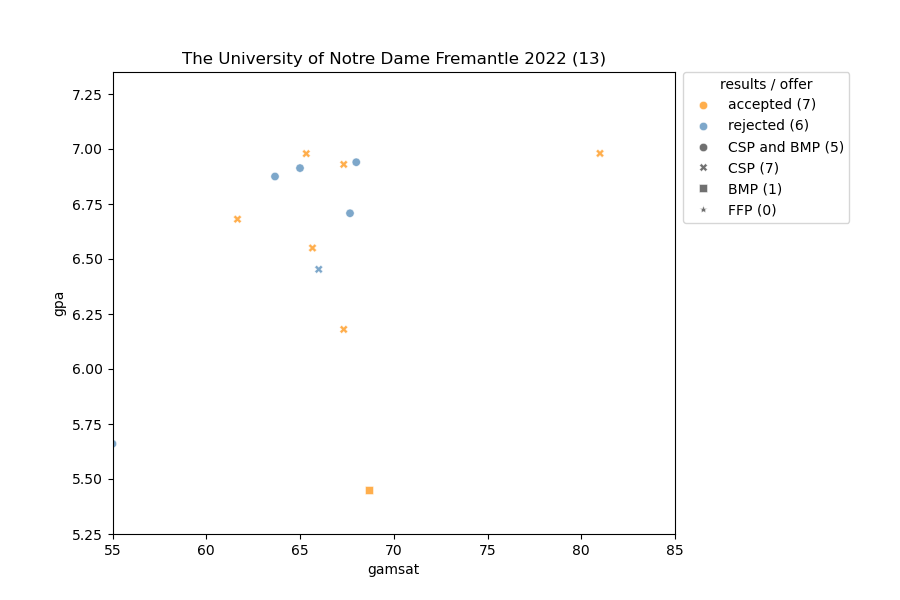 The University of Notre Dame Fremantle 2022 (13)
results / offer
accepted (7)
rejected (6)
CSP and BMP (5)
CSP (7)
BMP (1)
FFP (0)
7.25
7.00
6.75
6.50
6.25
6.00
5.75
5.50
5.25
gpa
55 60 65 70 75 80 85
gamsat